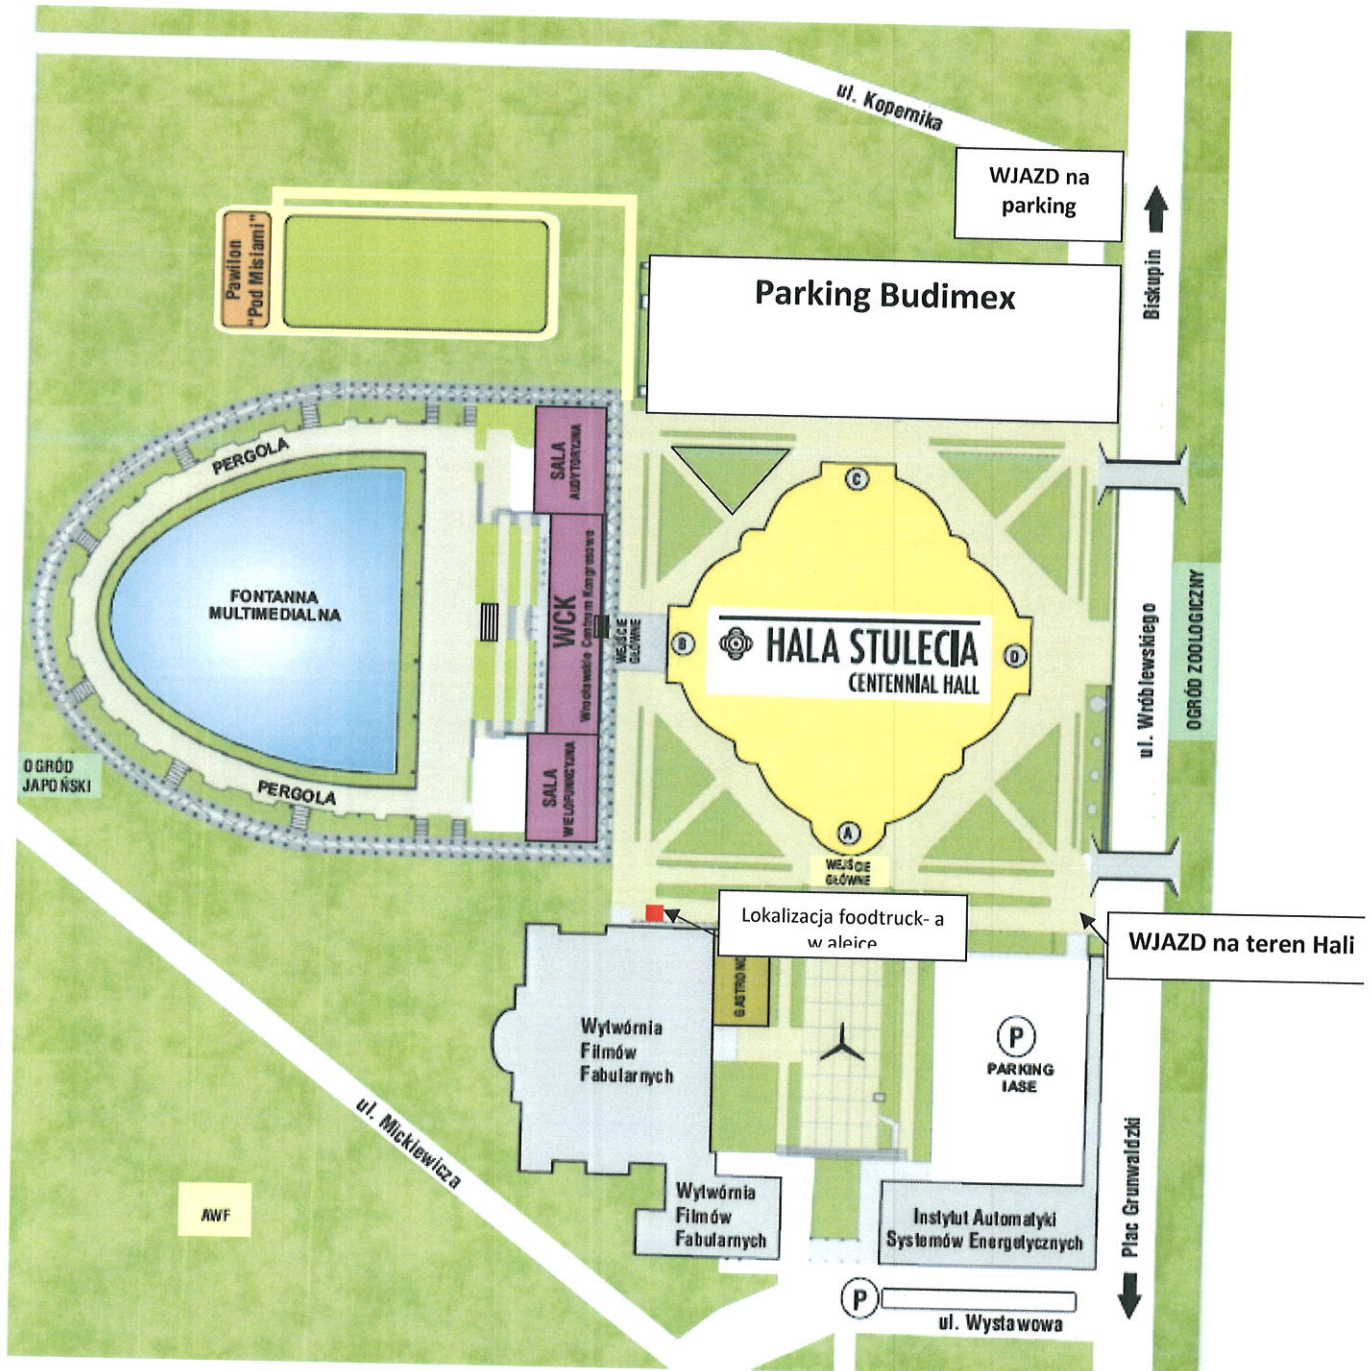 ul. Kopernika
WJAZD na
parking
Biskupin
Parking Budimex
Pawilon
"Pod Misiami"
PERGOLA
SALA
AUDYTORYJNA
C
FONTANNA
MULTIMEDIALNA
WCK
Wrocławskie Centrum Kongresowe
WEJŚCIE
GŁÓWNE
B
HALA STULECIA
CENTENNIAL HALL
D
ul. Wróblewskiego
OGRÓD ZOOLOGICZNY
OGRÓD
JAPOŃSKI
PERGOLA
SALA
WIELOFUNKCYJNA
A
WEJŚCIE
GŁÓWNE
Lokalizacja foodtruck- a
w alejce
WJAZD na teren Hali
GASTRONO
Wytwórnia
Filmów
Fabularnych
P
PARKING
IASE
ul. Mickiewicza
AWF
Wytwórnia
Filmów
Fabularnych
Instytut Automatyki
Systemów Energetycznych
Plac Grunwaldzki
P
ul. Wystawowa